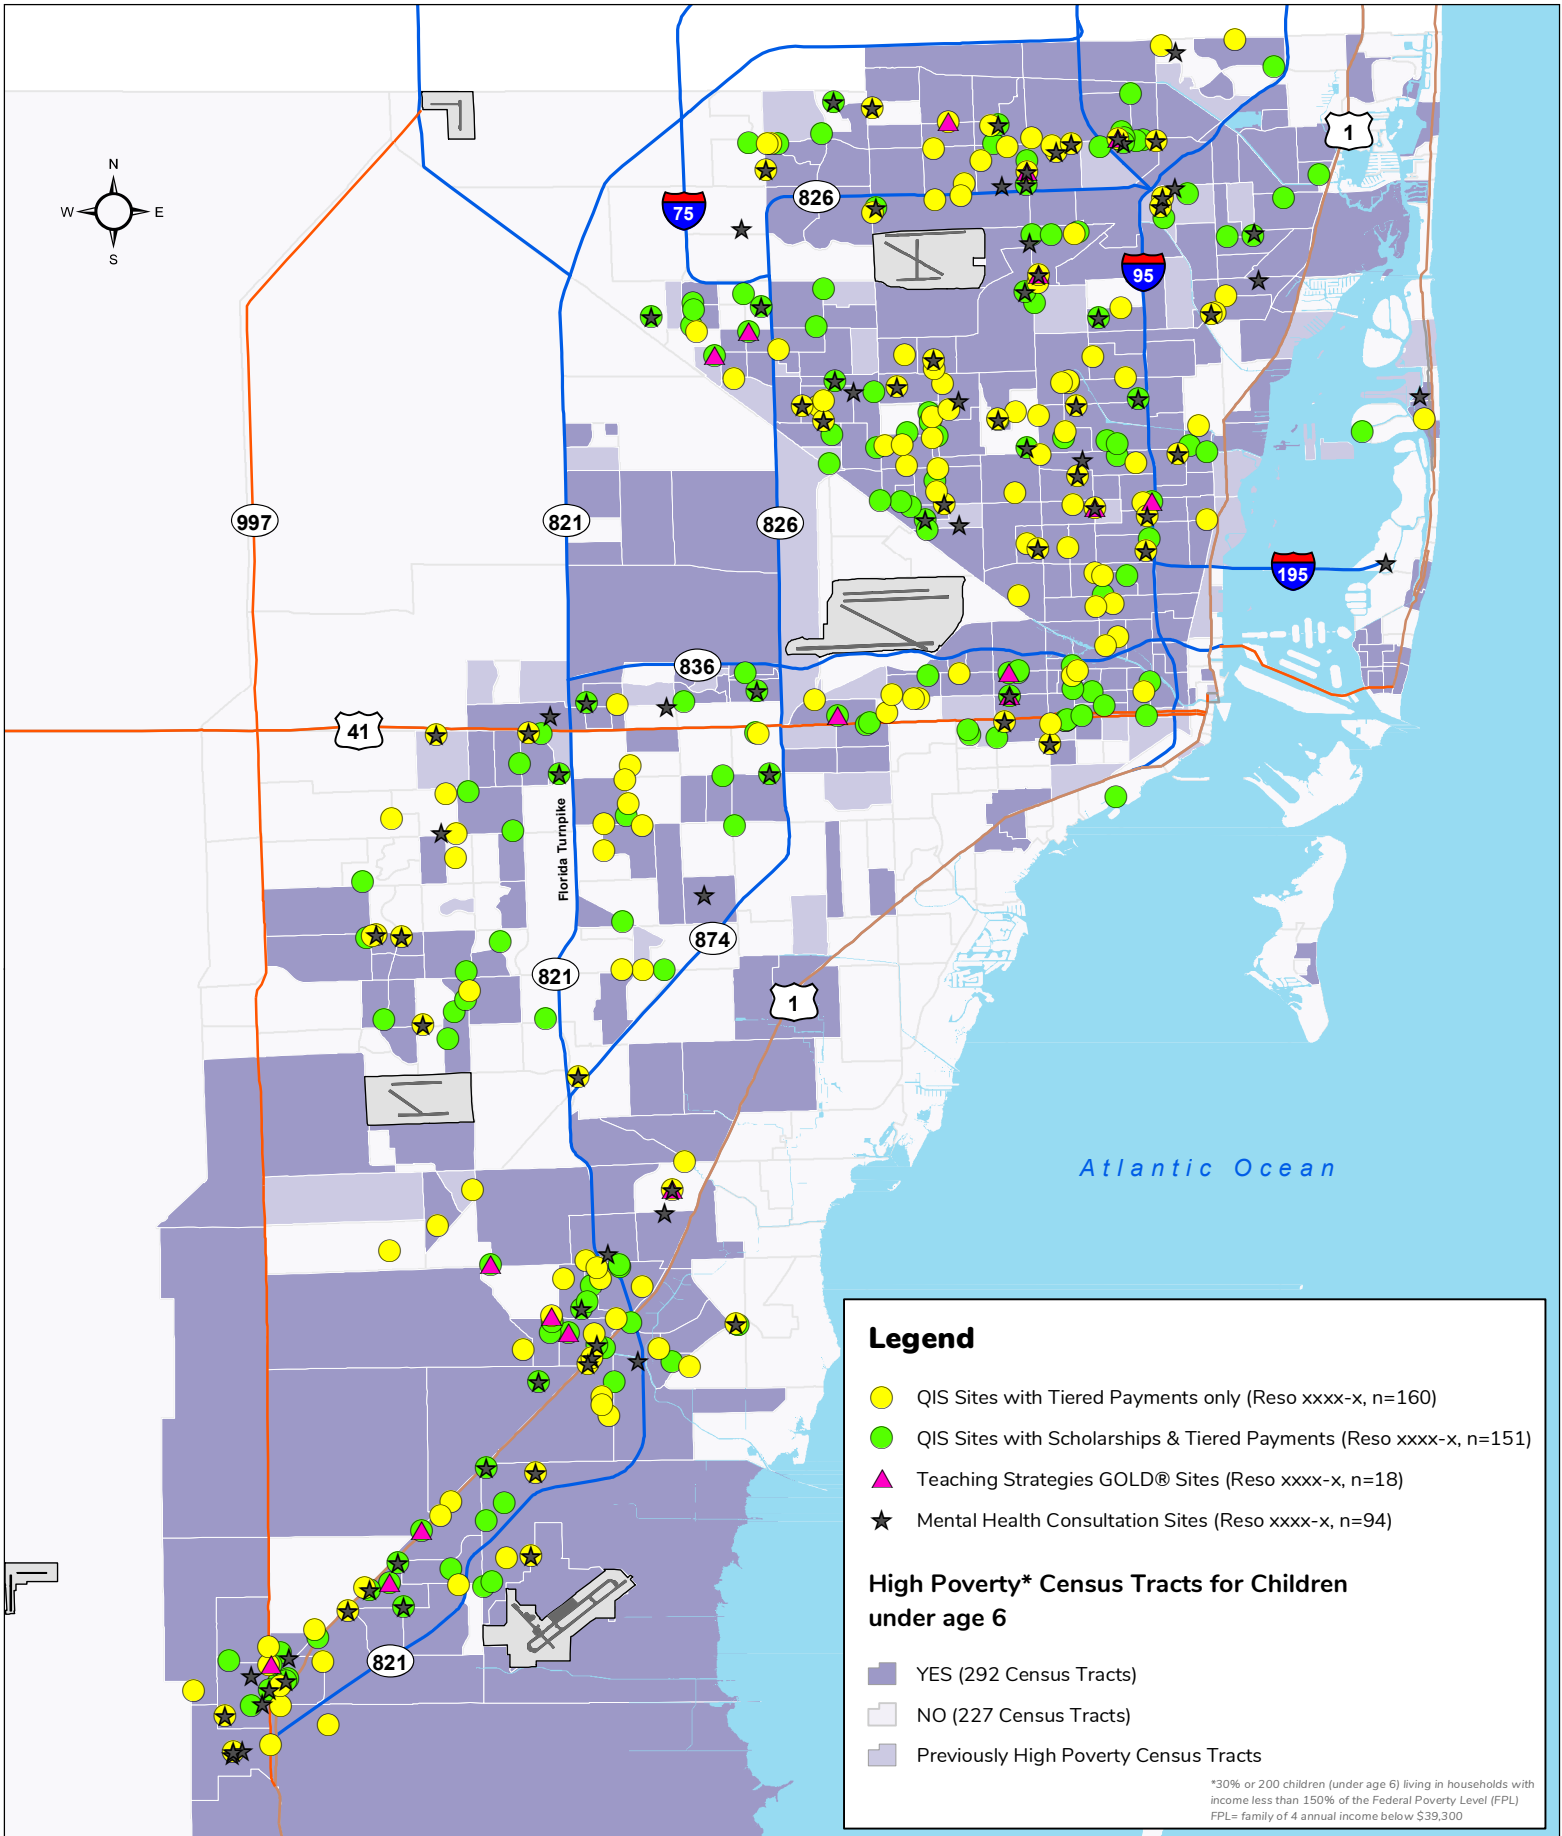 1
N
W
E
S
826
75
95
997
821
826
195
836
41
Florida Turnpike
874
821
1
Atlantic Ocean
821
Legend
QIS Sites with Tiered Payments only (Reso xxxx-x, n=160)
QIS Sites with Scholarships & Tiered Payments (Reso xxxx-x, n=151)
Teaching Strategies GOLD® Sites (Reso xxxx-x, n=18)
Mental Health Consultation Sites (Reso xxxx-x, n=94)
High Poverty* Census Tracts for Children
under age 6
YES (292 Census Tracts)
NO (227 Census Tracts)
Previously High Poverty Census Tracts
*30% or 200 children (under age 6) living in households with
income less than 150% of the Federal Poverty Level (FPL)
FPL= family of 4 annual income below $39,300